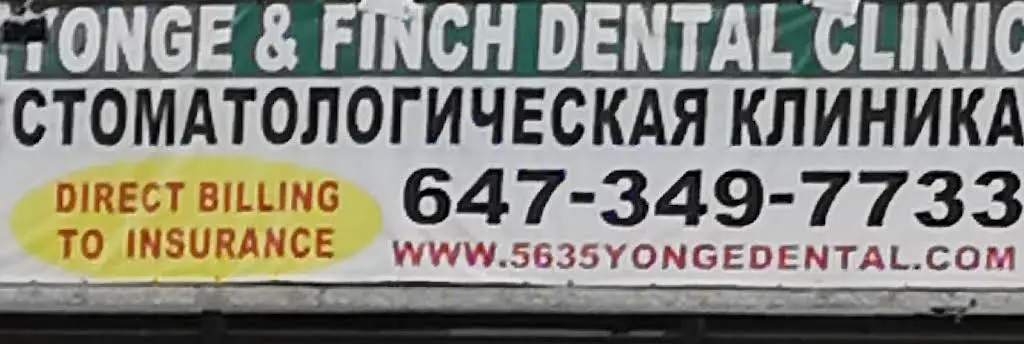 YONGE & FINCH DENTAL CLINIC
СТОМАТОЛОГИЧЕСКАЯ КЛИНИКА
DIRECT BILLING
TO INSURANCE
647-349-7733
WWW.5635YONGEDENTAL.COM